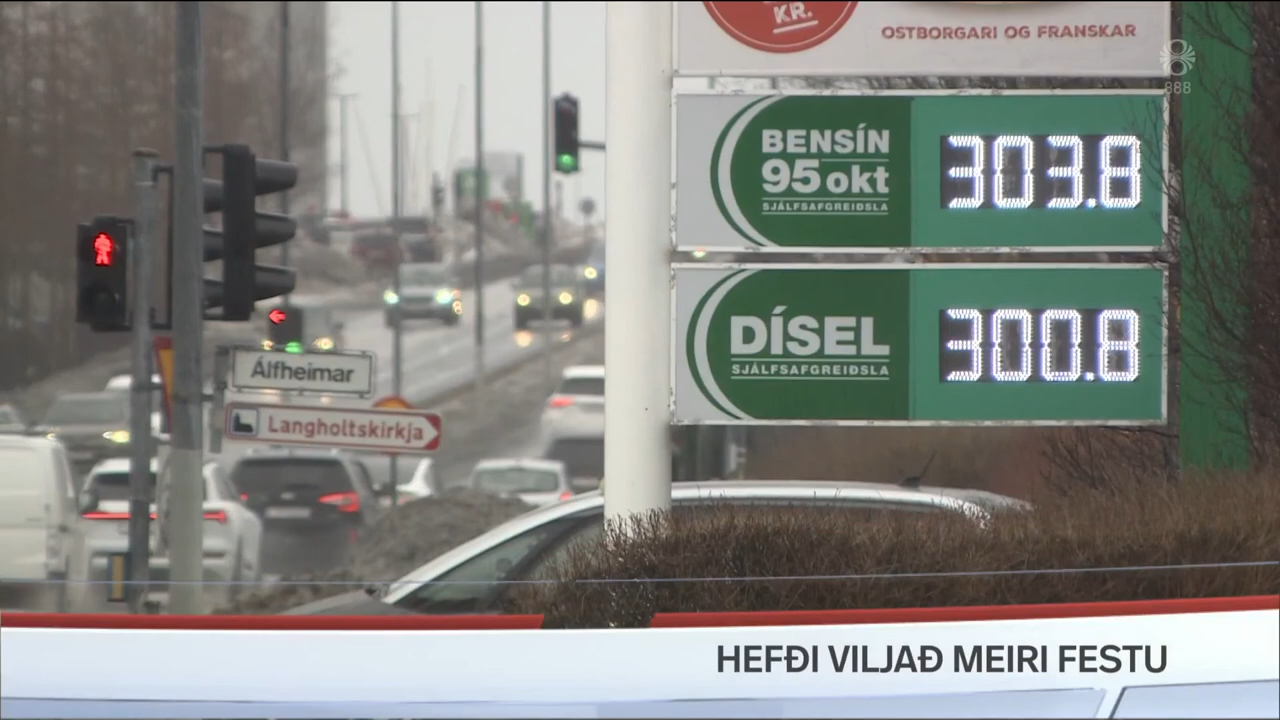 KR.
OSTBORGARI OG FRANSKAR
888
BENSÍN
95 okt
SJÁLFSAFGREIÐSLA
303.8
DÍSEL
SJÁLFSAFGREIÐSLA
300.8
Álfheimar
Langholtskirkja
HEFÐI VILJAÐ MEIRI FESTU